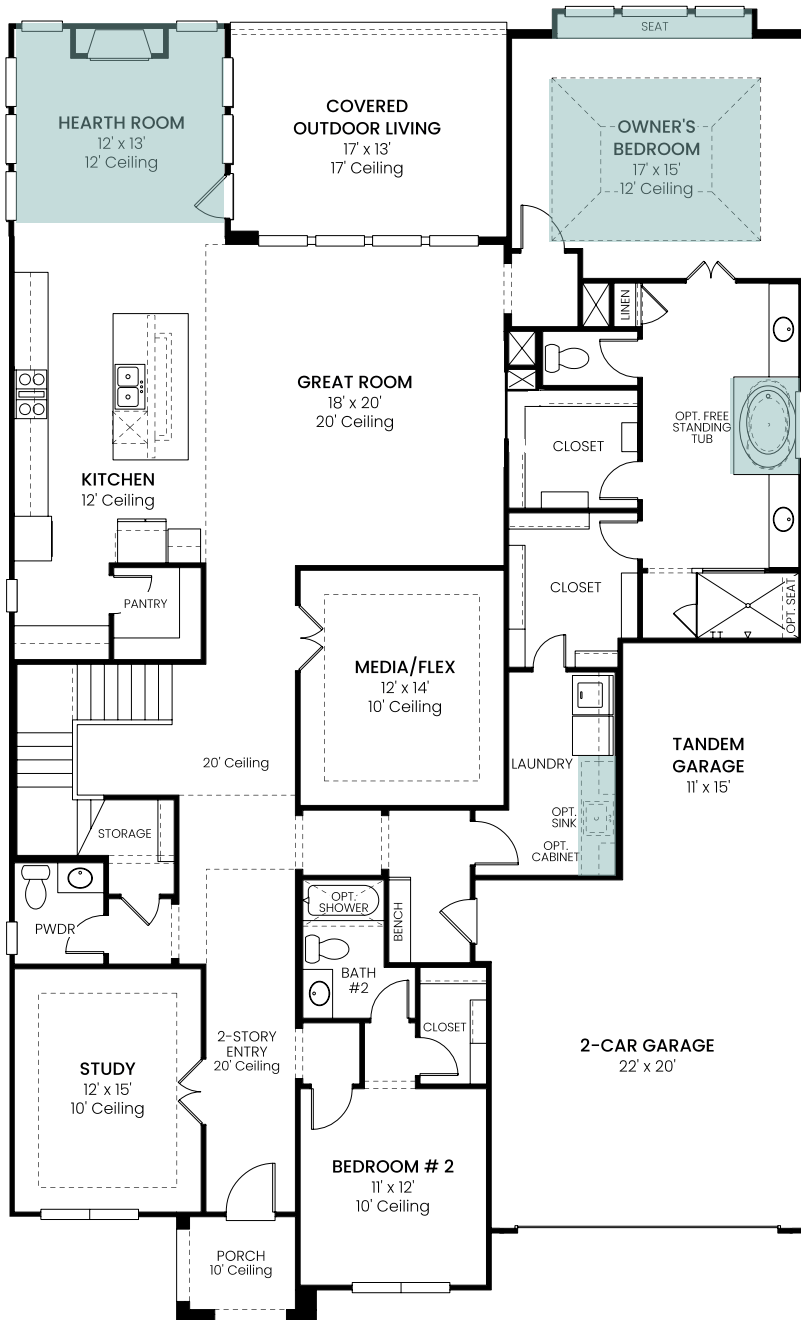 SEAT
HEARTH ROOM
12' x 13'
12' Ceiling
COVERED
OUTDOOR LIVING
17' x 13'
17' Ceiling
OWNER'S
BEDROOM
17' x 15'
12' Ceiling
LINEN
GREAT ROOM
18' x 20'
20' Ceiling
OPT. FREE
STANDING
TUB
CLOSET
KITCHEN
12' Ceiling
PANTRY
CLOSET
OPT. SEAT
MEDIA/FLEX
12' x 14'
10' Ceiling
20' Ceiling
LAUNDRY
TANDEM
GARAGE
11' x 15'
OPT.
SINK
OPT.
CABINET
STORAGE
OPT.
SHOWER
BENCH
PWDR
BATH
#2
CLOSET
2-STORY
ENTRY
20' Ceiling
2-CAR GARAGE
22' x 20'
STUDY
12' x 15'
10' Ceiling
BEDROOM # 2
11' x 12'
10' Ceiling
PORCH
10' Ceiling